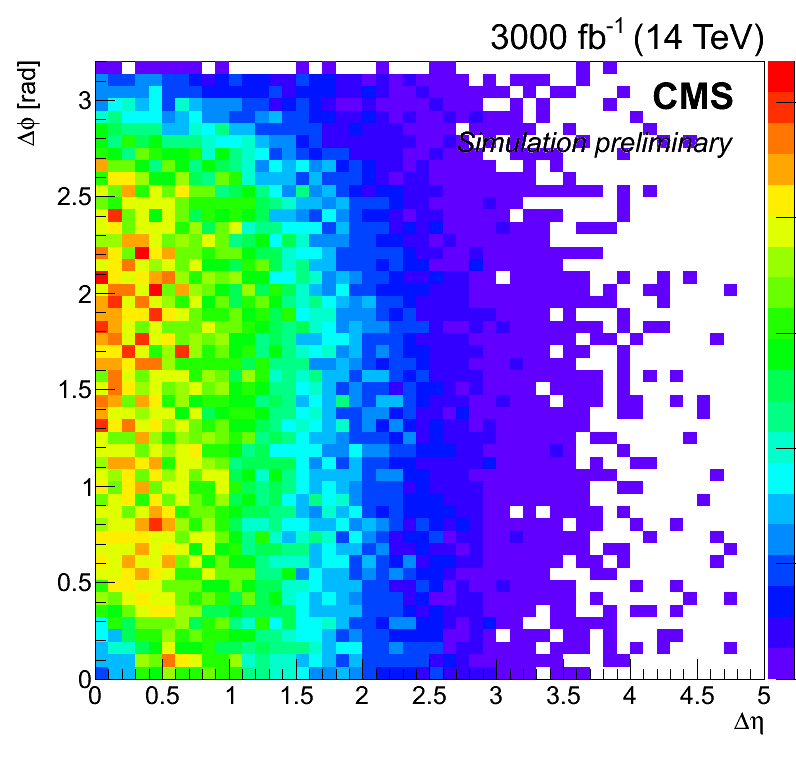 3000 fb-1 (14 TeV)
Δϕ [rad]
CMS
Simulation preliminary
3
2.5
2
1.5
1
0.5
0
0 0.5 1 1.5 2 2.5 3 3.5 4 4.5 5
Δη